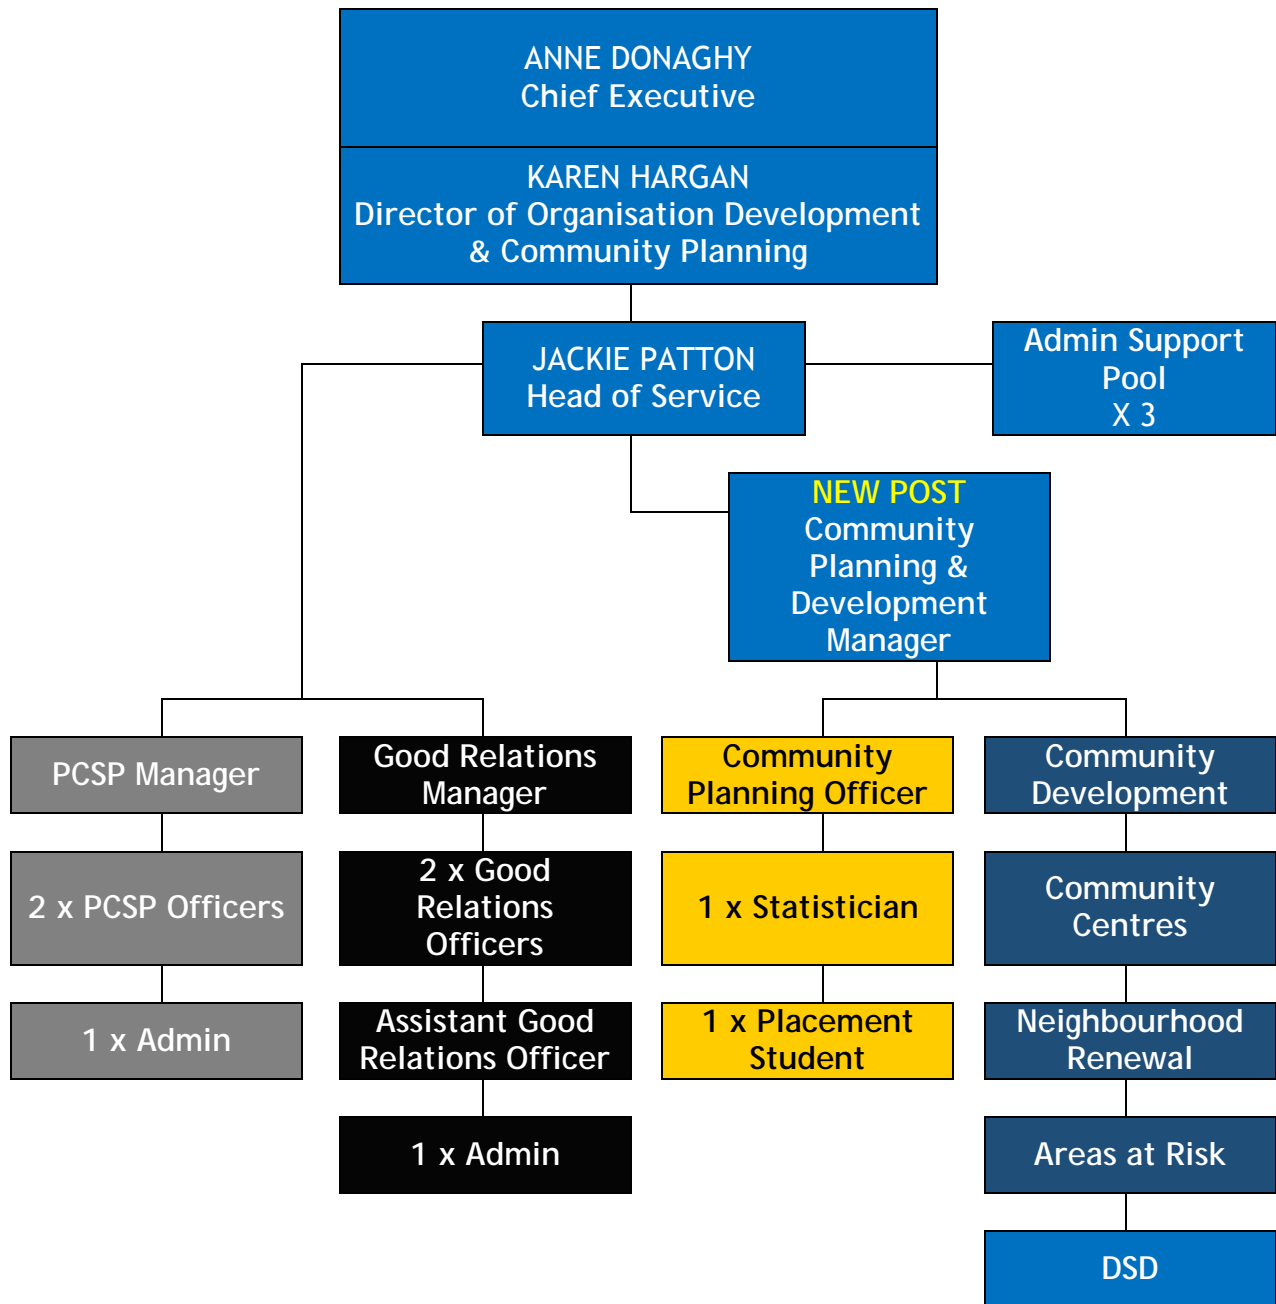 ANNE DONAGHY
Chief Executive
KAREN HARGAN
Director of Organisation Development
& Community Planning
JACKIE PATTON
Head of Service
Admin Support
Pool
X 3
NEW POST
Community
Planning &
Development
Manager
PCSP Manager
Good Relations
Manager
Community
Planning Officer
Community
Development
2 x PCSP Officers
2 x Good
Relations
Officers
1 x Statistician
Community
Centres
1 x Admin
Assistant Good
Relations Officer
1 x Placement
Student
Neighbourhood
Renewal
1 x Admin
Areas at Risk
DSD